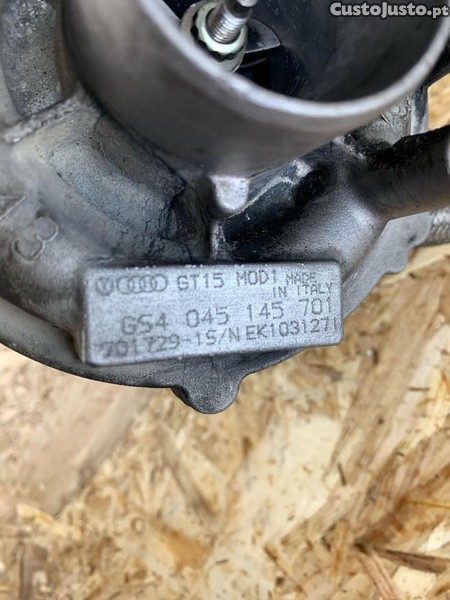 CustoJusto.pt
GT15 MOD1 MADE IN ITALY
GS4 045 145 701
701729-1S/N EK1031271